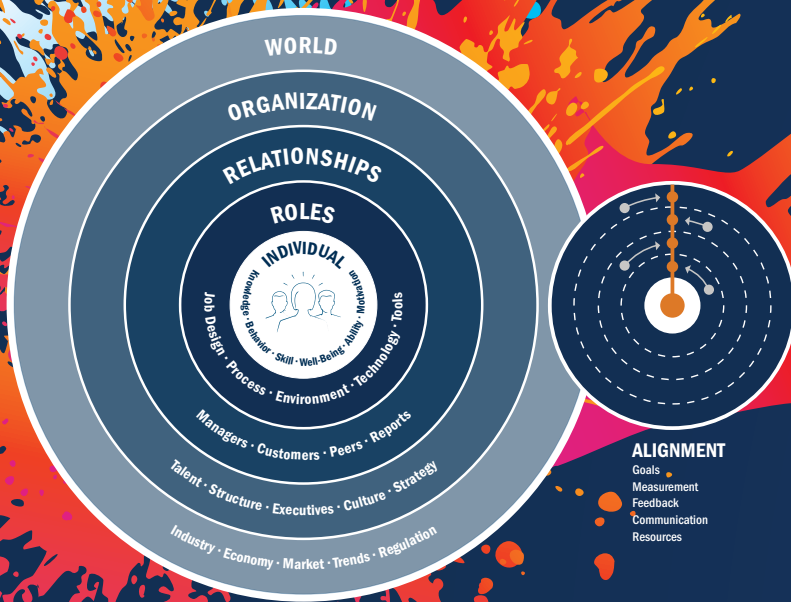 WORLD
ORGANIZATION
RELATIONSHIPS
ROLES
INDIVIDUAL
Knowledge · Behavior · Skill · Well-Being · Ability · Motivation
Job Design · Process · Environment · Technology · Tools
Managers · Customers · Peers · Reports
Talent · Structure · Executives · Culture · Strategy
Industry · Economy · Market · Trends · Regulation
ALIGNMENT
Goals
Measurement
Feedback
Communication
Resources